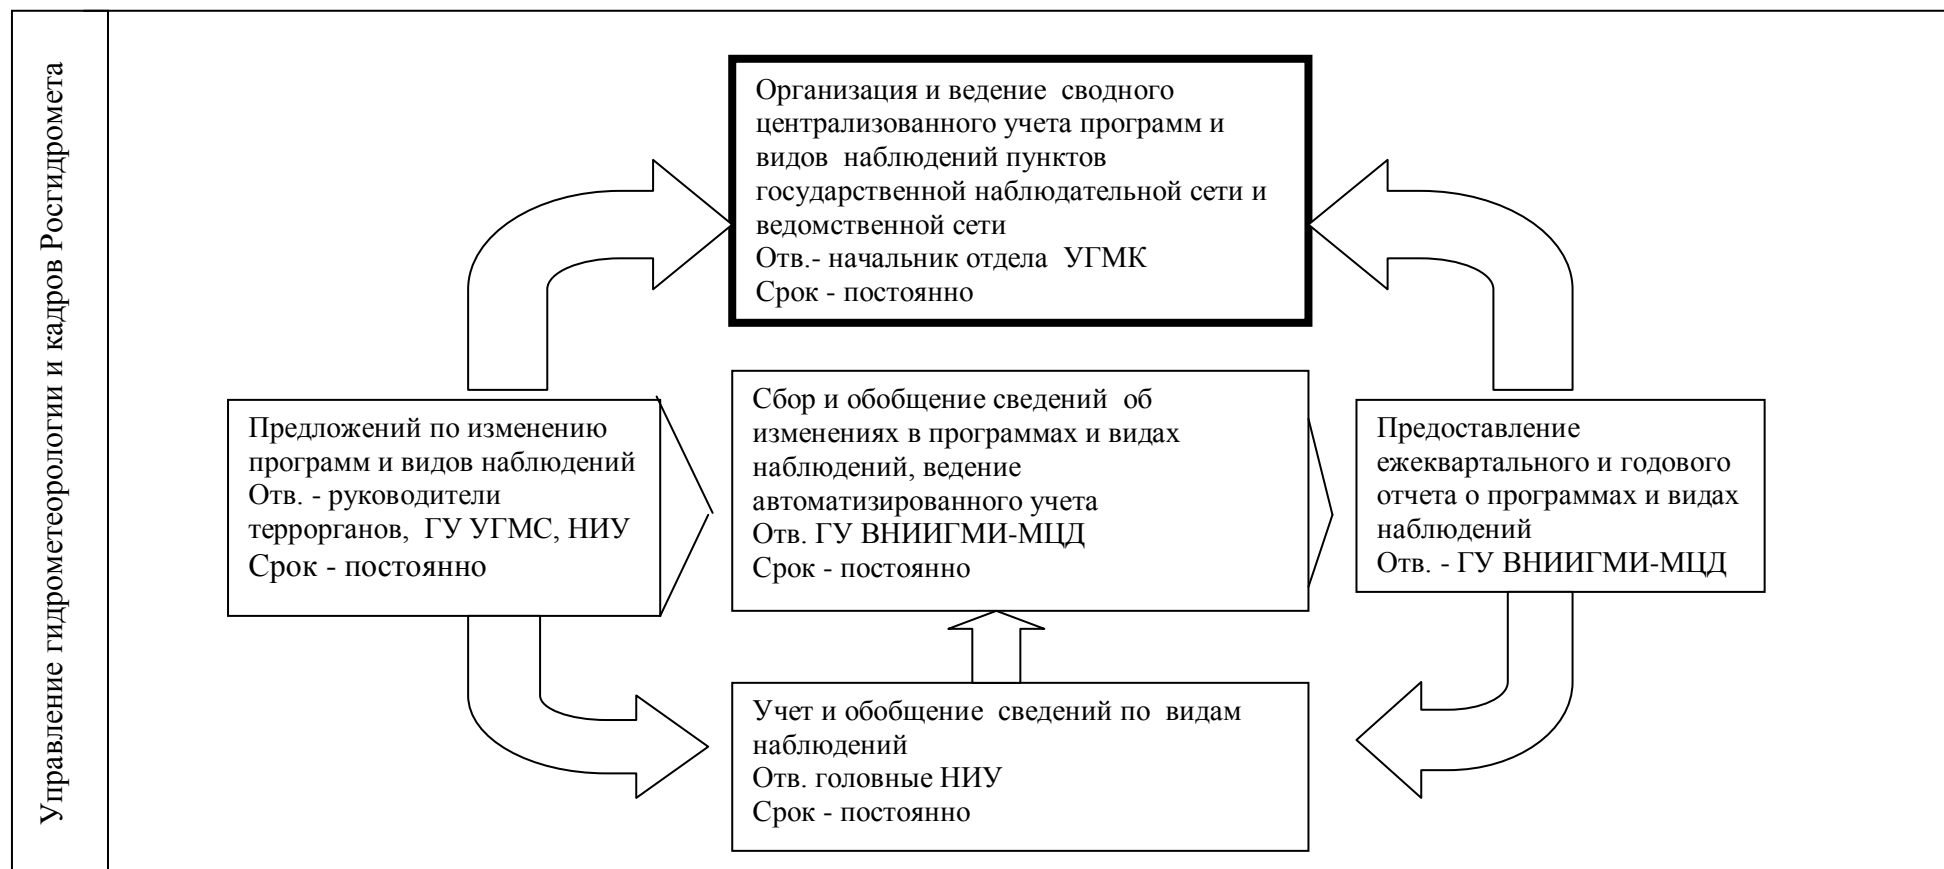 Управление гидрометеорологии и кадров Росгидромета
Организация и ведение сводного
централизованного учета программ и
видов наблюдений пунктов
государственной наблюдательной сети и
ведомственной сети
Отв.- начальник отдела УГМК
Срок - постоянно
Предложений по изменению
программ и видов наблюдений
Отв. - руководители
террорганов, ГУ УГМС, НИУ
Срок - постоянно
Сбор и обобщение сведений об
изменениях в программах и видах
наблюдений, ведение
автоматизированного учета
Отв. ГУ ВНИИГМИ-МЦД
Срок - постоянно
Предоставление
ежеквартального и годового
отчета о программах и видах
наблюдений
Отв. - ГУ ВНИИГМИ-МЦД
Учет и обобщение сведений по видам
наблюдений
Отв. головные НИУ
Срок - постоянно